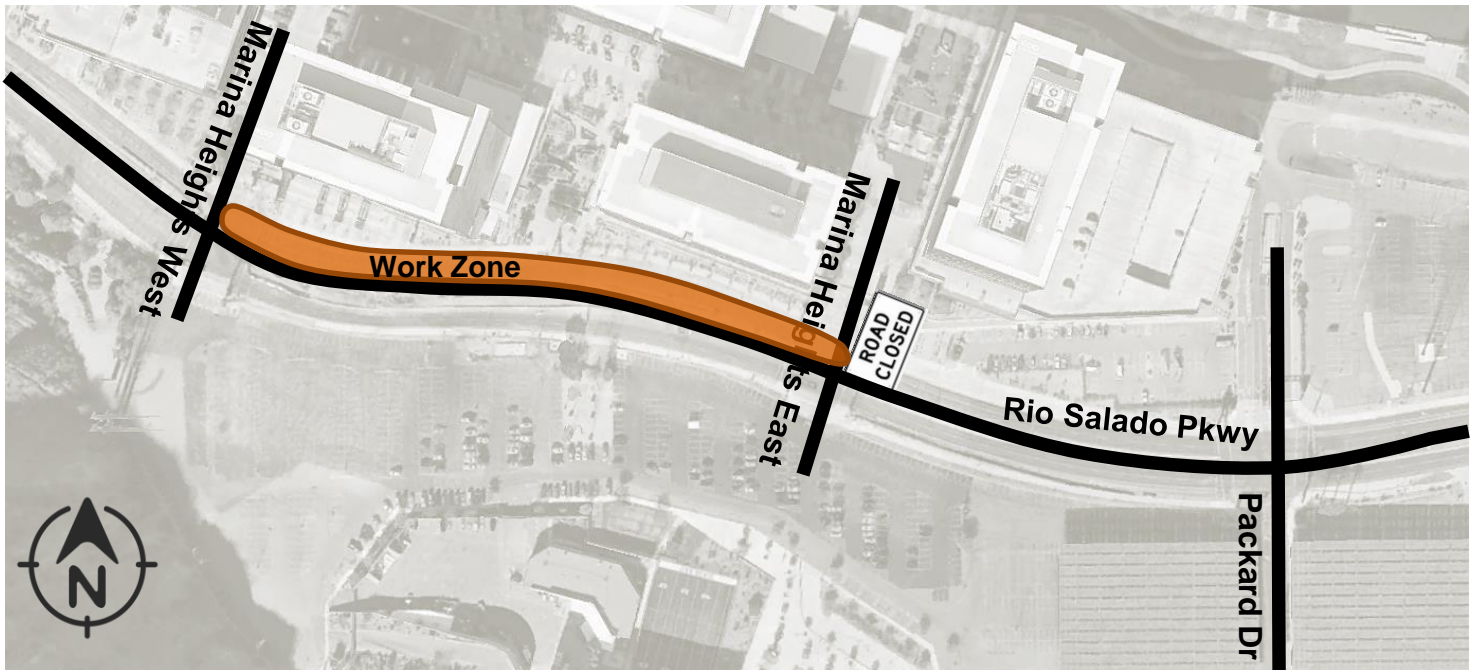 Marina Heights West
Work Zone
Marina Heights East
ROAD
CLOSED
Rio Salado Pkwy
Packard Dr
N